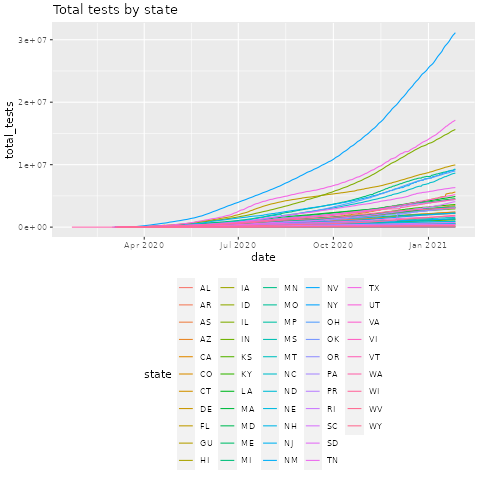 Total tests by state
3e+07
2e+07
1e+07
0e+00
total_tests
Apr 2020 Jul 2020 Oct 2020 Jan 2021
date
state
AL IA MN NV TX
AR ID MO NY UT
AS IL MP OH VA
AZ IN MS OK VI
CA KS MT OR VT
CO KY NC PA WA
CT LA ND PR WI
DE MA NE RI WV
FL MD NH SC WY
GU ME NJ SD
HI MI NM TN